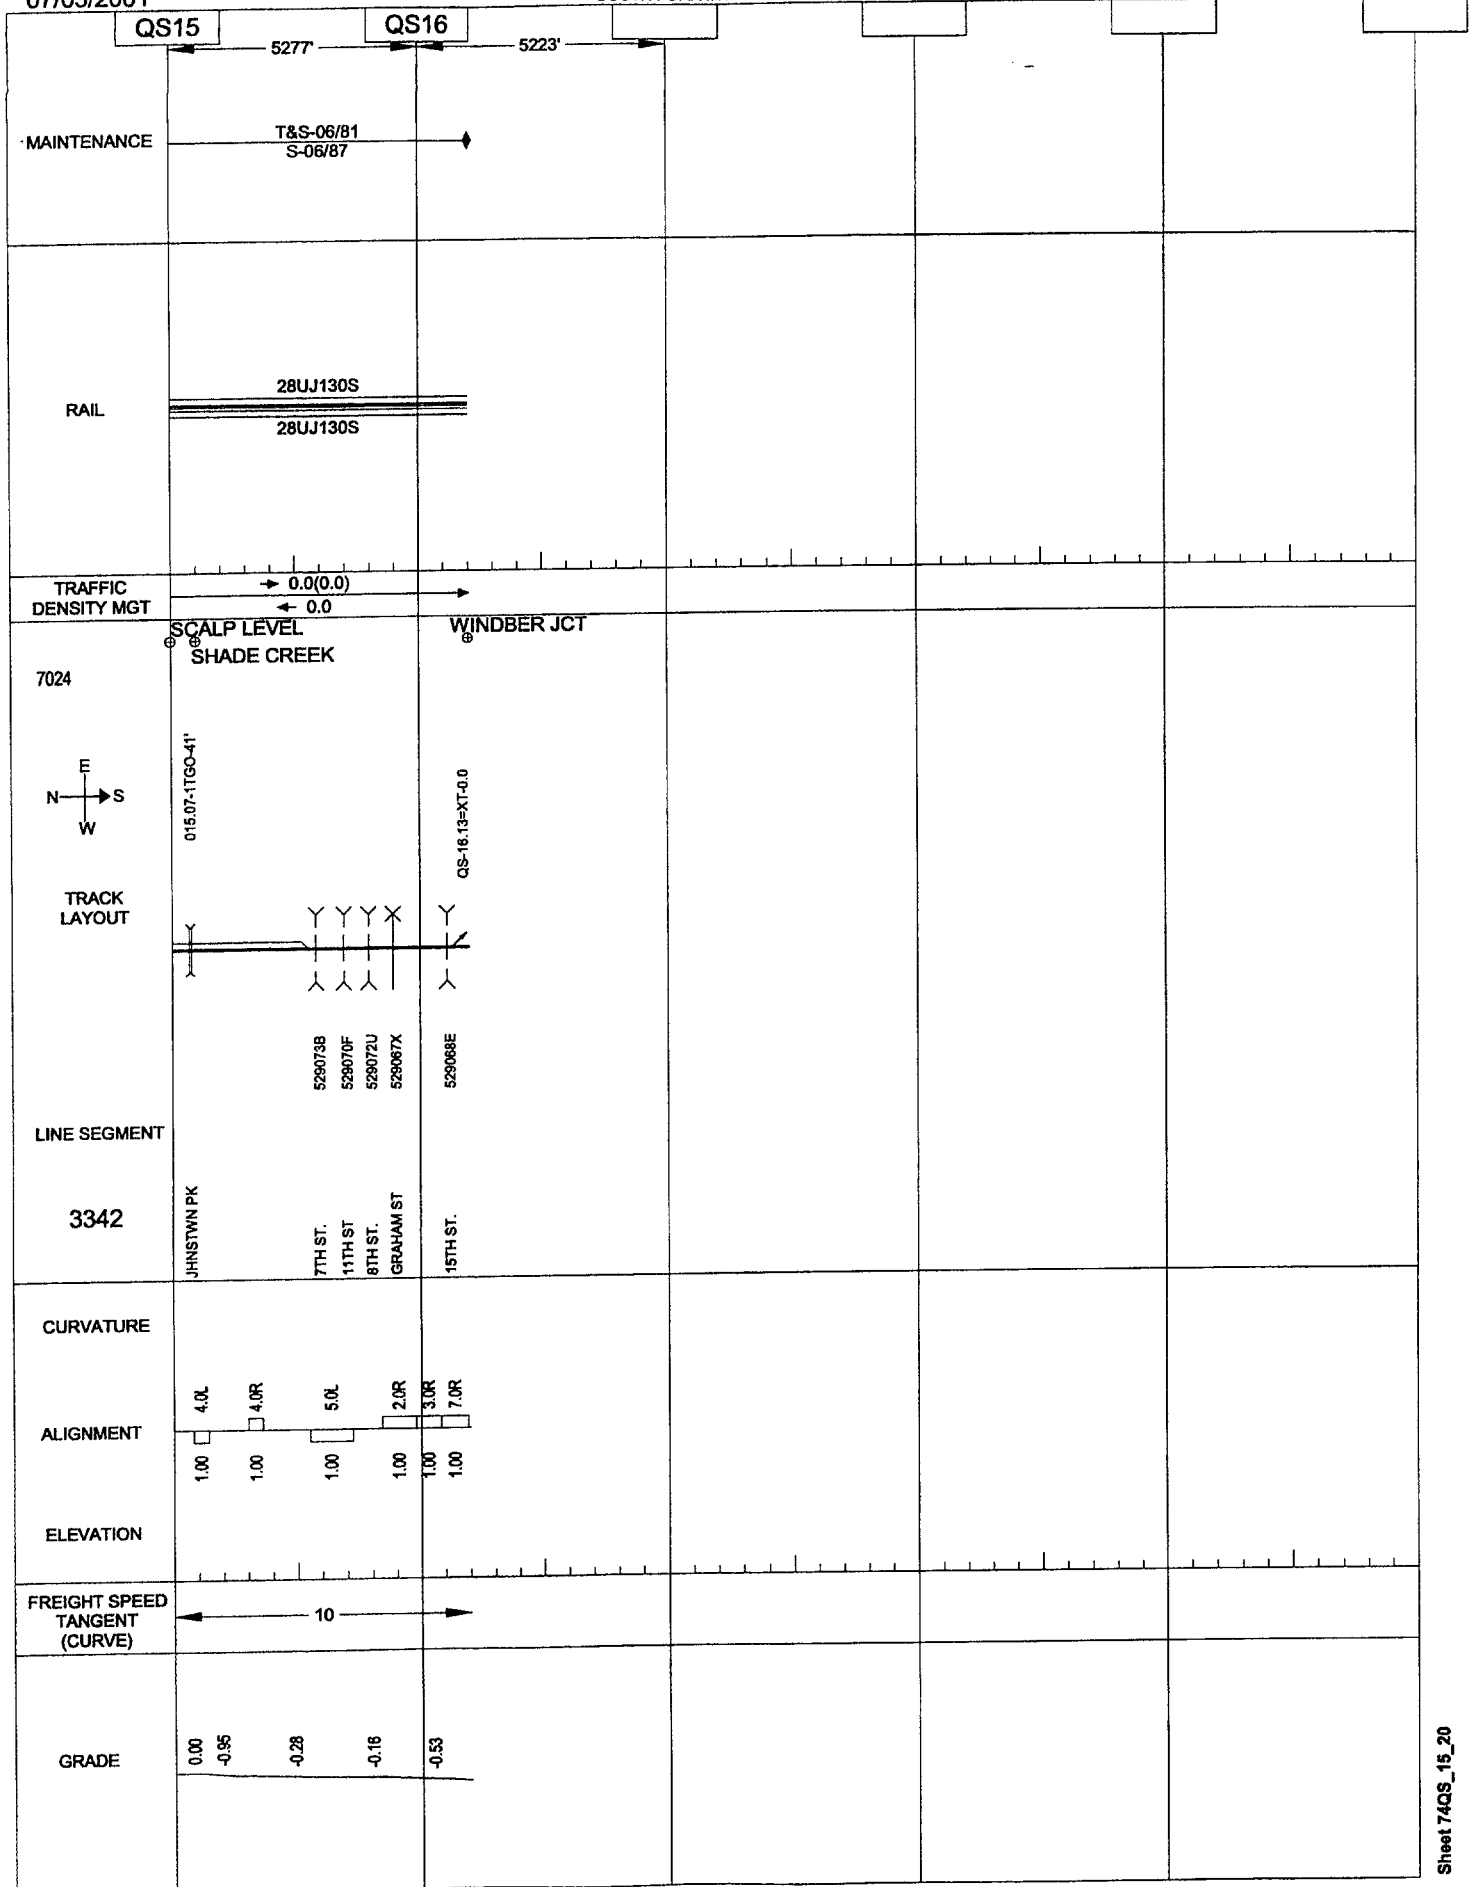 QS15
QS16
5277'
5223'
MAINTENANCE
T&S-06/81
S-06/87
RAIL
28UJ130S
28UJ130S
TRAFFIC
DENSITY MGT
0.0(0.0)
0.0
SCALP LEVEL
SHADE CREEK
WINDBER JCT
7024
E
N S
W
015.07-1TGO-41'
QS-16.13=XT-0.0
TRACK
LAYOUT
529073B
529070F
529072U
529067X
529068E
LINE SEGMENT
3342
JHNSTWN PK
7TH ST.
11TH ST
8TH ST.
GRAHAM ST
15TH ST.
CURVATURE
4.0L
4.0R
5.0L
2.0R
3.0R
7.0R
ALIGNMENT
1.00
1.00
1.00
1.00
1.00
1.00
ELEVATION
FREIGHT SPEED
TANGENT
(CURVE)
10
GRADE
0.00
-0.95
-0.28
-0.16
-0.53
Sheet 74QS_15_20